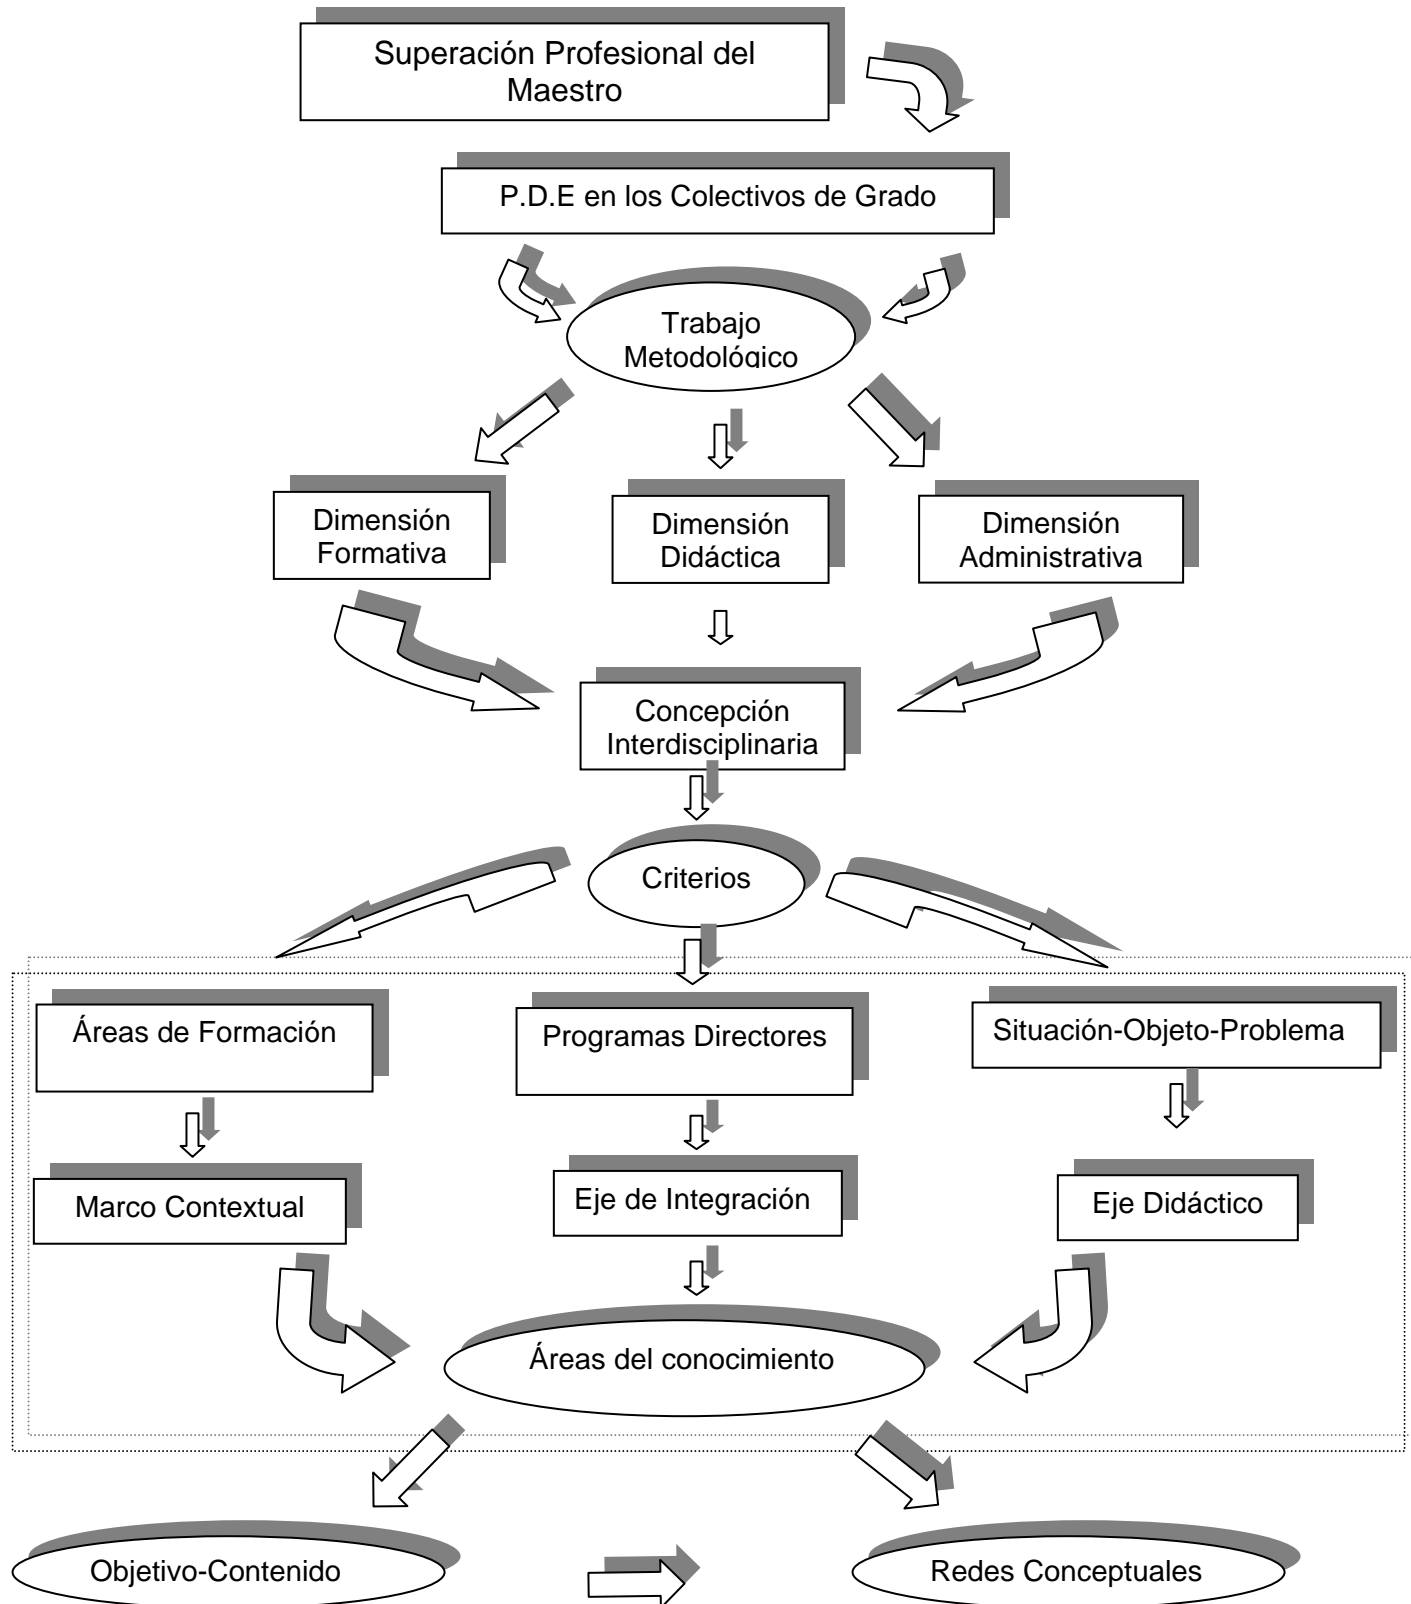 Superación Profesional del
Maestro
P.D.E en los Colectivos de Grado
Trabajo
Metodológico
Dimensión
Formativa
Dimensión
Didáctica
Dimensión
Administrativa
Concepción
Interdisciplinaria
Criterios
Áreas de Formación
Programas Directores
Situación-Objeto-Problema
Marco Contextual
Eje de Integración
Eje Didáctico
Áreas del conocimiento
Objetivo-Contenido
Redes Conceptuales